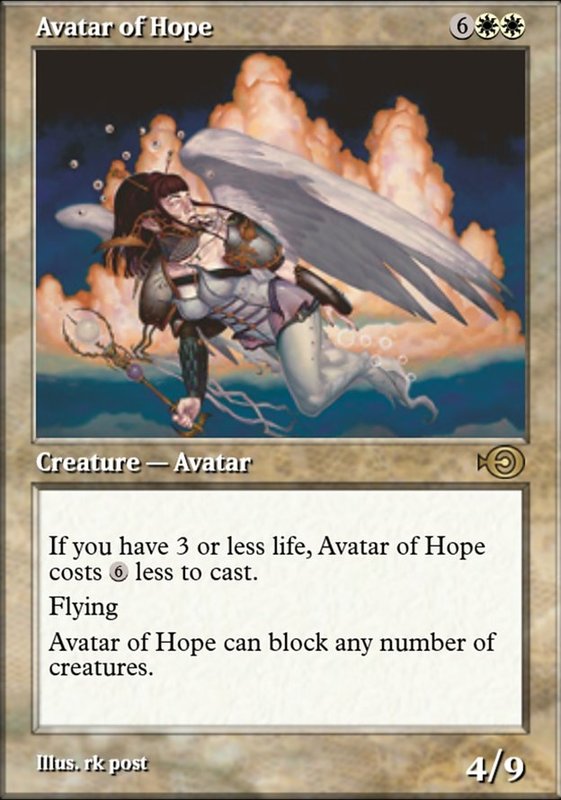 Avatar of Hope 6
Creature — Avatar
If you have 3 or less life, Avatar of Hope
costs 6 less to cast.
Flying
Avatar of Hope can block any number of
creatures.
Illus. rk post 4/9